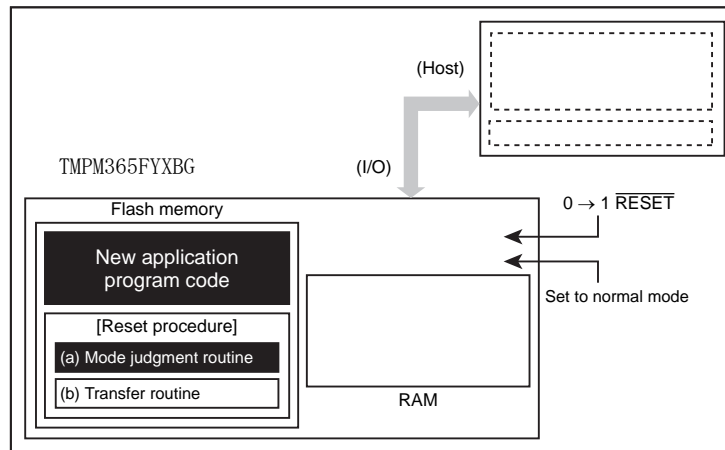 (Host)
(I/O)
TMPM365FYXBG
0 → 1 RESET
Set to normal mode
Flash memory
New application
program code
[Reset procedure]
(a) Mode judgment routine
(b) Transfer routine
RAM